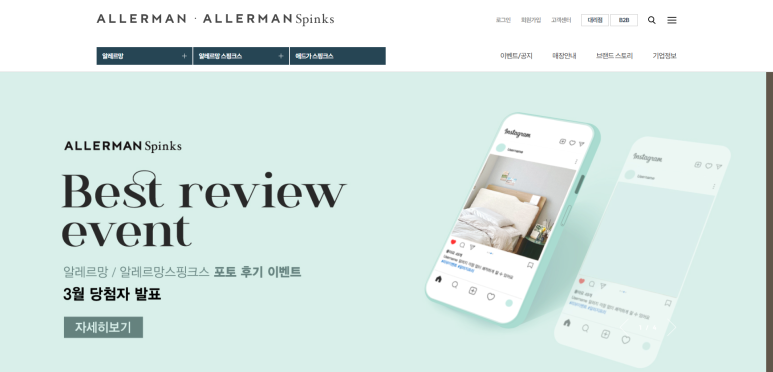 ALLERMAN · ALLERMAN Spinks
로그인 회원가입 고객센터 대리점 B2B
알레르망 + 알레르망 스핑크스 + 애드가 스핑크스
이벤트/공지 매장안내 브랜드 스토리 기업정보
ALLERMAN Spinks
Best review
event
알레르망 / 알레르망스핑크스 포토 후기 이벤트
3월 당첨자 발표
자세히보기
Instagram
Username
Instagram